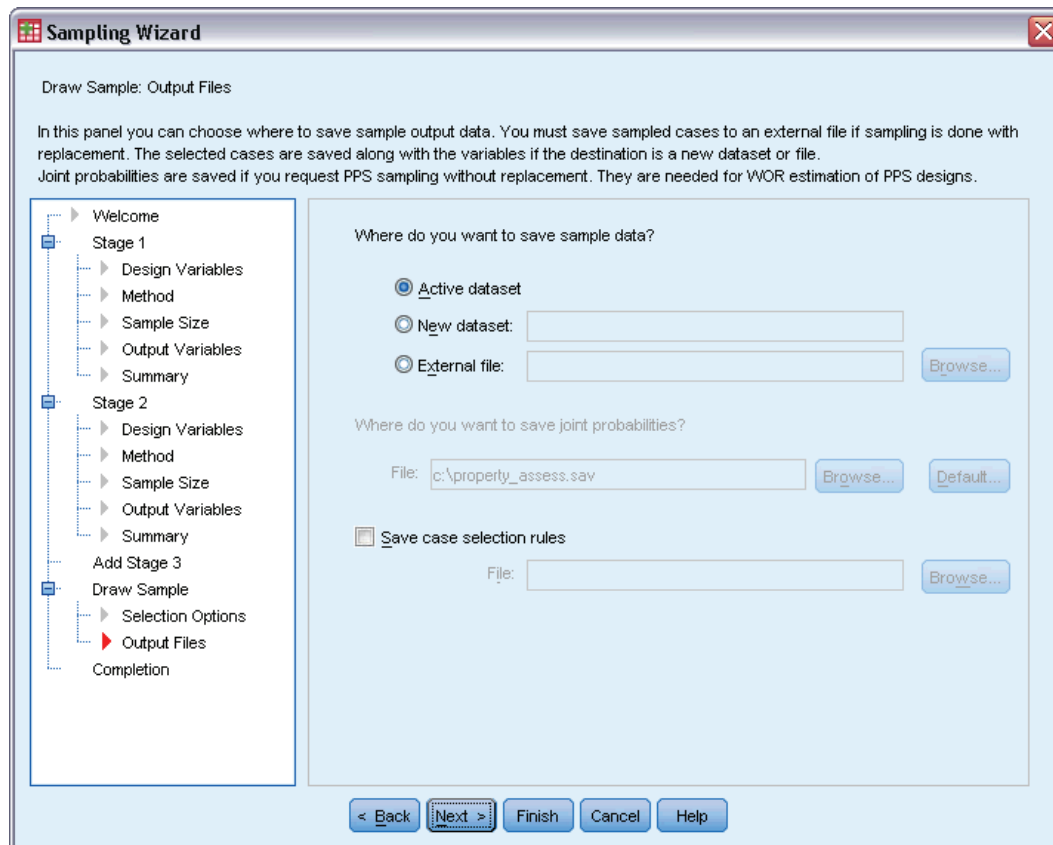 Sampling Wizard
Draw Sample: Output Files
In this panel you can choose where to save sample output data. You must save sampled cases to an external file if sampling is done with
replacement. The selected cases are saved along with the variables if the destination is a new dataset or file.
Joint probabilities are saved if you request PPS sampling without replacement. They are needed for WOR estimation of PPS designs.
Welcome
Stage 1
Design Variables
Method
Sample Size
Output Variables
Summary
Stage 2
Design Variables
Method
Sample Size
Output Variables
Summary
Add Stage 3
Draw Sample
Selection Options
Output Files
Completion
Where do you want to save sample data?
Active dataset
New dataset:
External file:
Browse...
Where do you want to save joint probabilities?
File: c:\property_assess.sav Browse... Default...
Save case selection rules
File: Browse...
< Back Next > Finish Cancel Help